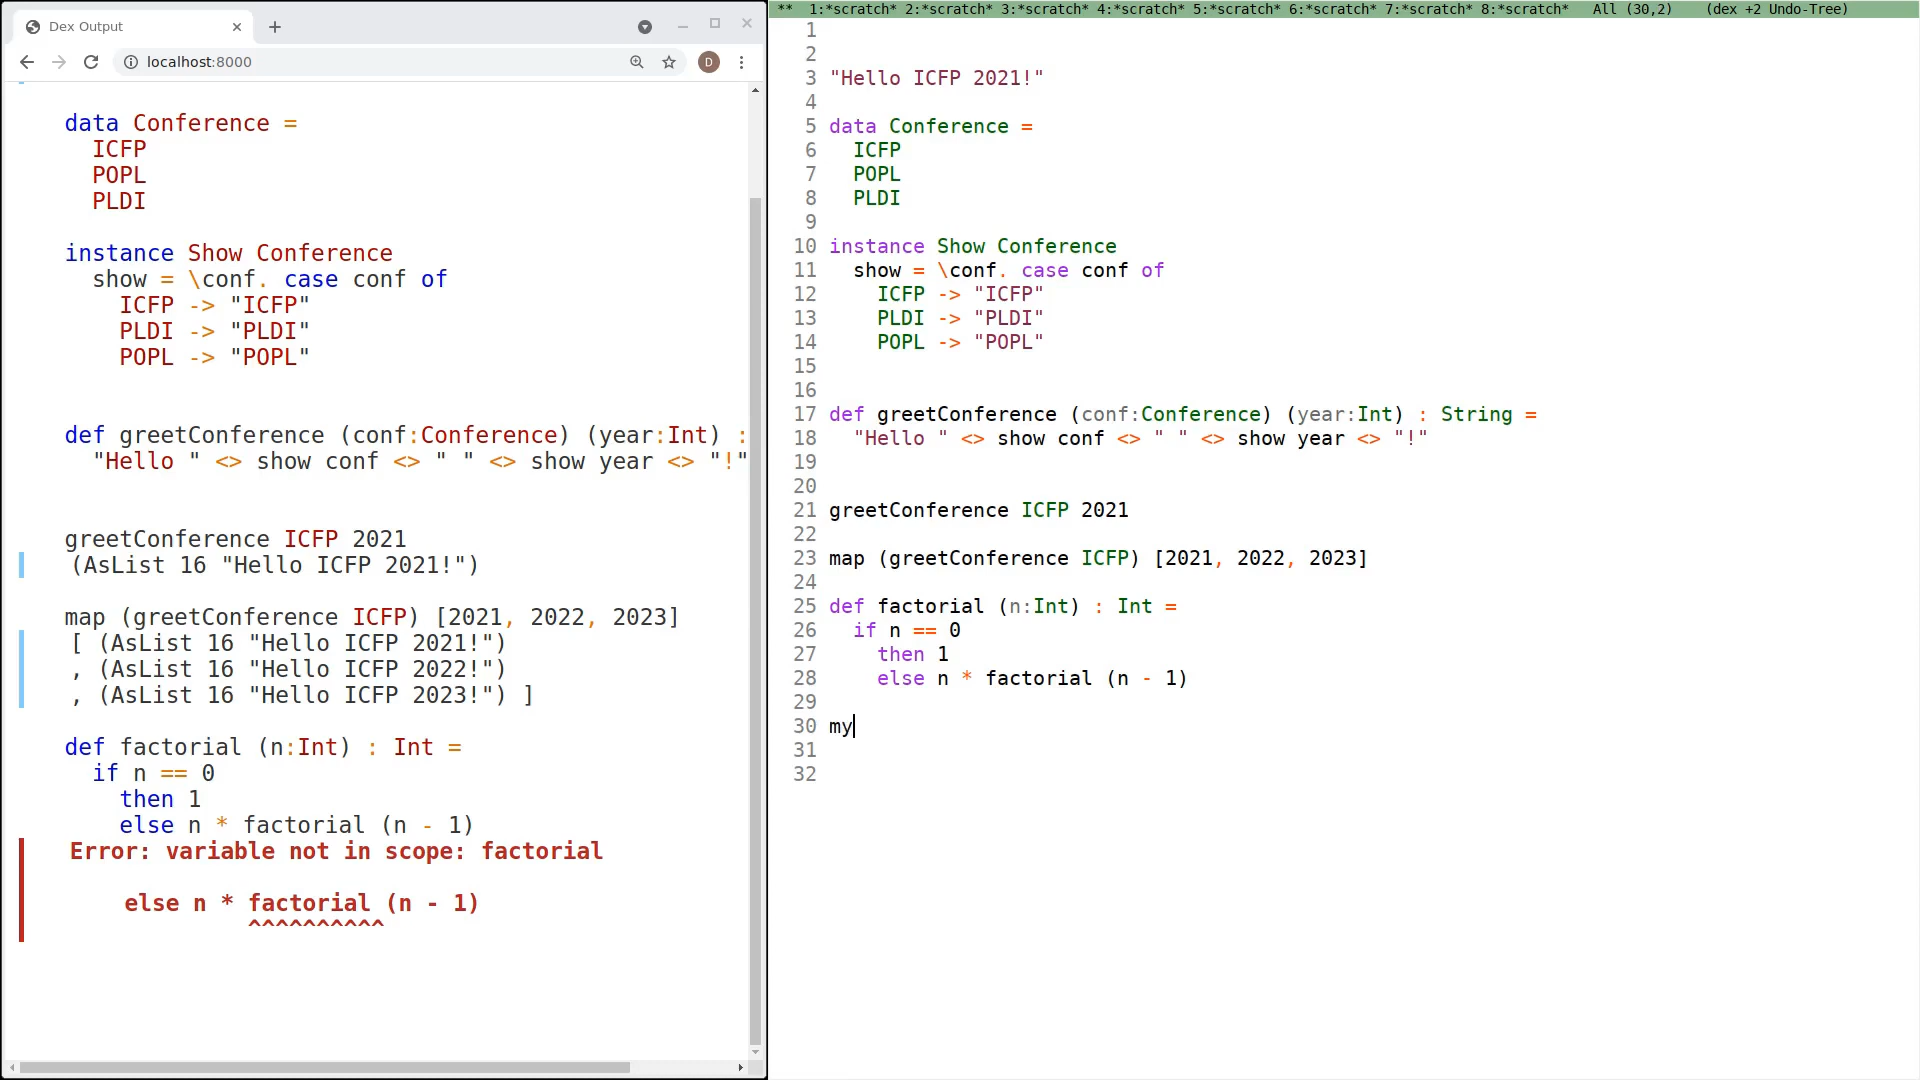 Dex Output
localhost:8000
D
data Conference =
ICFP
POPL
PLDI
instance Show Conference
show = \conf. case conf of
ICFP -> "ICFP"
PLDI -> "PLDI"
POPL -> "POPL"
def greetConference (conf:Conference) (year:Int) :
"Hello " <> show conf <> " " <> show year <> "!"
greetConference ICFP 2021
(AsList 16 "Hello ICFP 2021!")
map (greetConference ICFP) [2021, 2022, 2023]
[ (AsList 16 "Hello ICFP 2021!")
, (AsList 16 "Hello ICFP 2022!")
, (AsList 16 "Hello ICFP 2023!") ]
def factorial (n:Int) : Int =
if n == 0
then 1
else n * factorial (n - 1)
Error: variable not in scope: factorial
else n * factorial (n - 1)
^^^^^^^^^^
** 1:*scratch* 2:*scratch* 3:*scratch* 4:*scratch* 5:*scratch* 6:*scratch* 7:*scratch* 8:*scratch* All (30,2) (dex +2 Undo-Tree)
1
2
3 "Hello ICFP 2021!"
4
5 data Conference =
6 ICFP
7 POPL
8 PLDI
9
10 instance Show Conference
11 show = \conf. case conf of
12 ICFP -> "ICFP"
13 PLDI -> "PLDI"
14 POPL -> "POPL"
15
16
17 def greetConference (conf:Conference) (year:Int) : String =
18 "Hello " <> show conf <> " " <> show year <> "!"
19
20
21 greetConference ICFP 2021
22
23 map (greetConference ICFP) [2021, 2022, 2023]
24
25 def factorial (n:Int) : Int =
26 if n == 0
27 then 1
28 else n * factorial (n - 1)
29
30 my
31
32